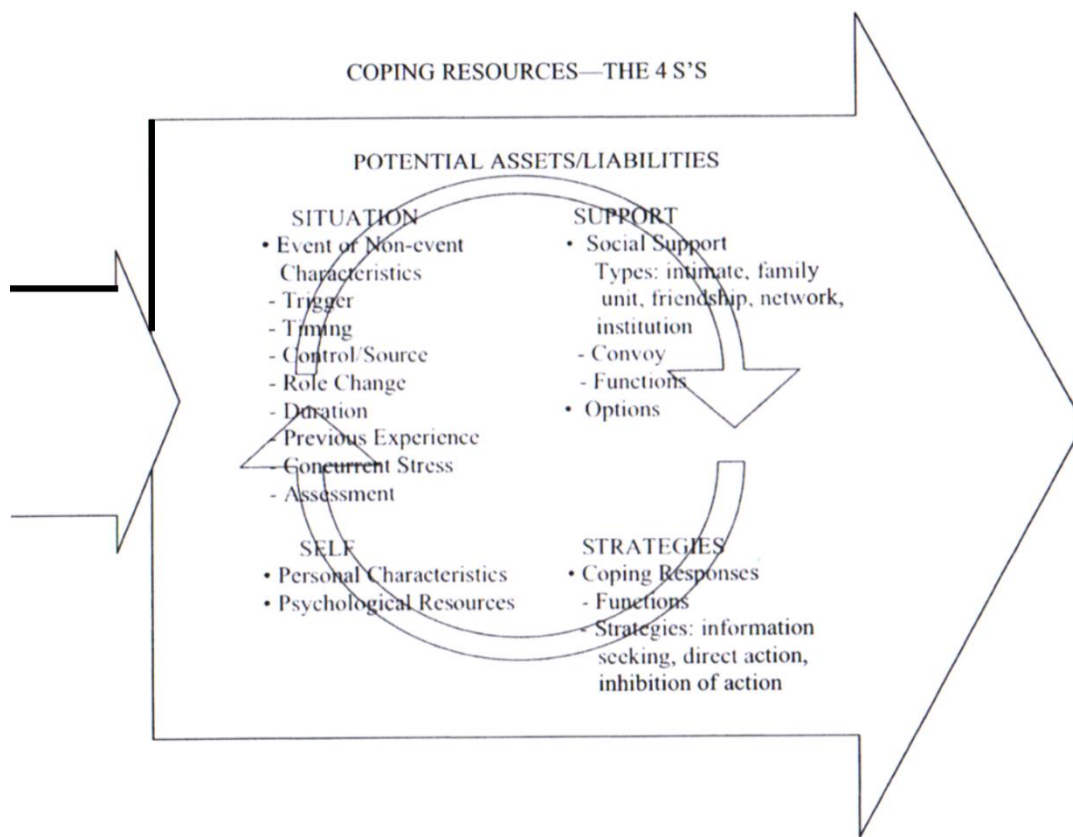 COPING RESOURCES—THE 4 S'S
POTENTIAL ASSETS/LIABILITIES
SITUATION
• Event or Non-event
Characteristics
- Trigger
- Timing
- Control/Source
- Role Change
- Duration
- Previous Experience
- Concurrent Stress
- Assessment
SUPPORT
• Social Support
Types: intimate, family
unit, friendship, network,
institution
- Convoy
- Functions
• Options
SELF
• Personal Characteristics
• Psychological Resources
STRATEGIES
• Coping Responses
- Functions
- Strategies: information
seeking, direct action,
inhibition of action